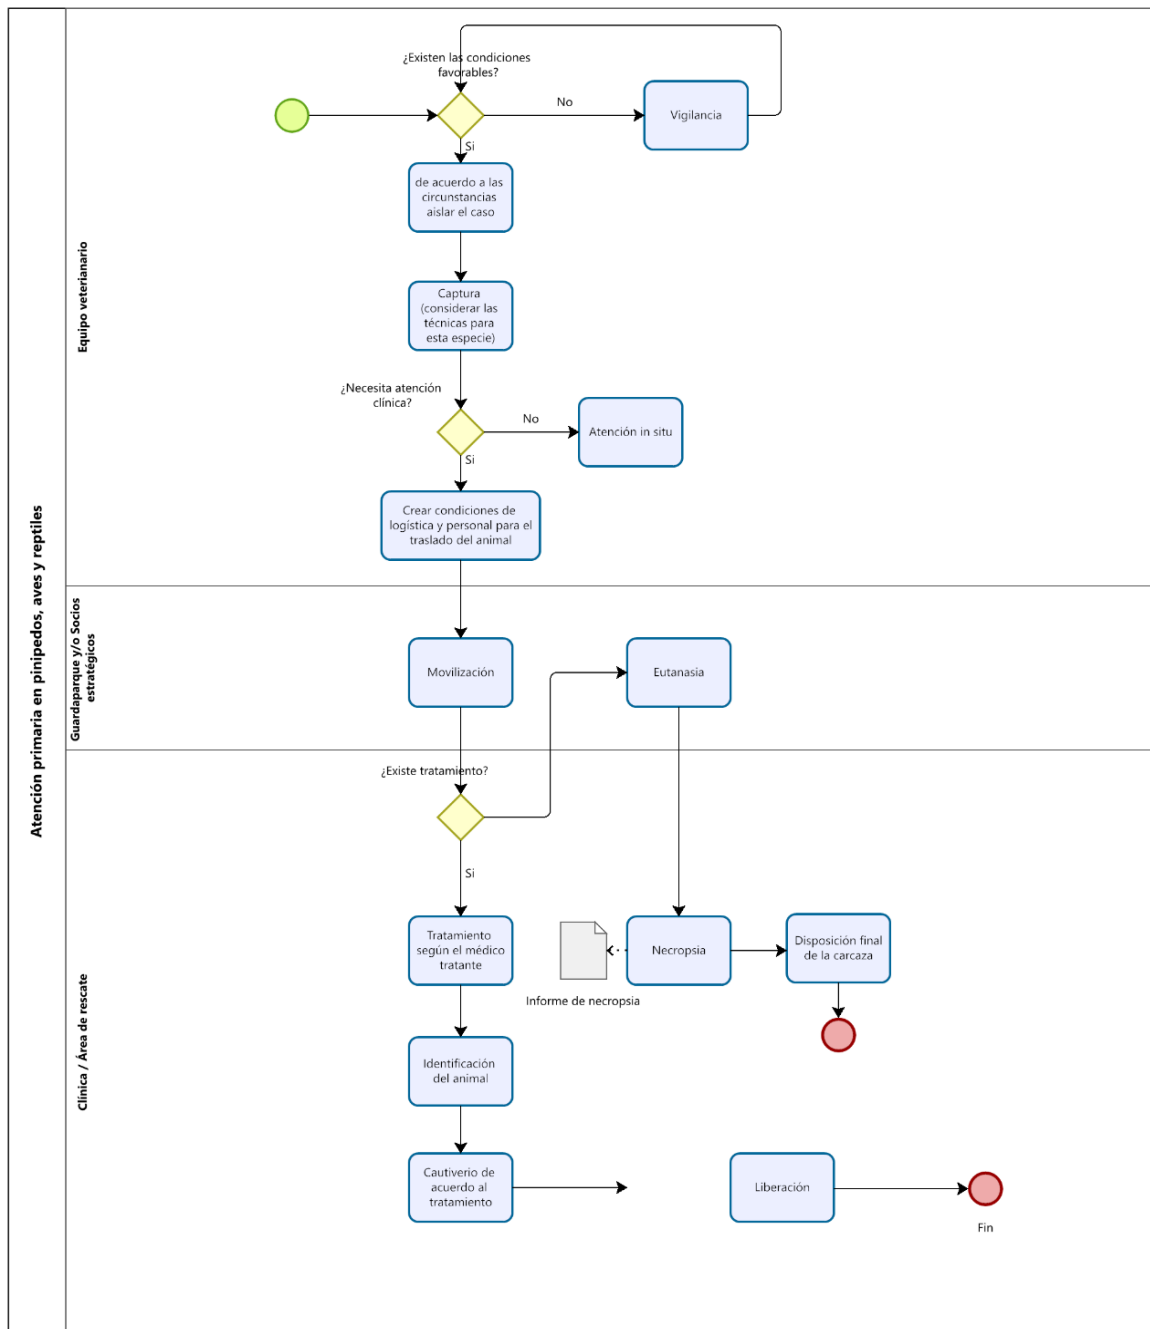 Atención primaria en pinipedos, aves y reptiles
Equipo veterianario
¿Existen las condiciones
favorables?
No
Vigilancia
Si
de acuerdo a las
circunstancias
aislar el caso
Captura
(considerar las
técnicas para
esta especie)
¿Necesita atención
clínica?
No
Atención in situ
Si
Crear condiciones de
logística y personal para el
traslado del animal
Guardaparque y/o Socios
estratégicos
Movilización
Eutanasia
Clínica / Área de rescate
¿Existe tratamiento?
Si
Tratamiento
según el médico
tratante
Informe de necropsia
Necropsia
Disposición final
de la carcaza
Identificación
del animal
Cautiverio de
acuerdo al
tratamiento
Liberación
Fin